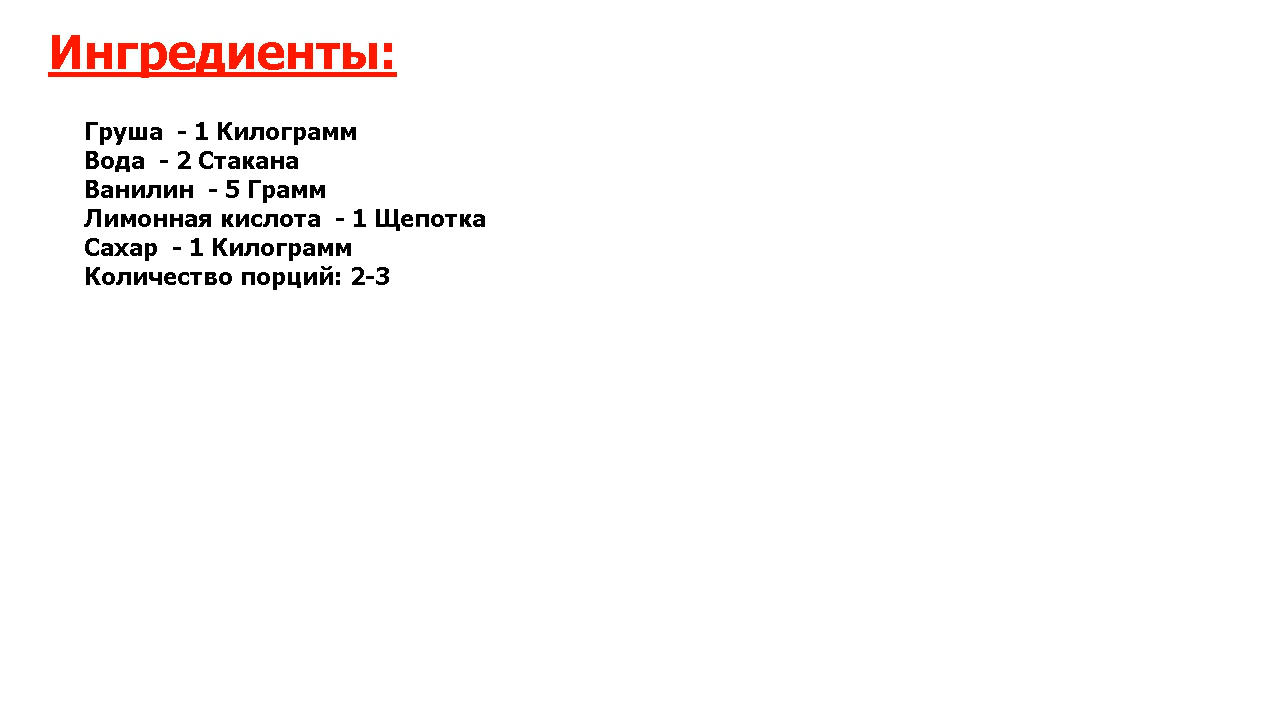 Ингредиенты:
Груша  - 1 Килограмм
Вода  - 2 Стакана
Ванилин  - 5 Грамм
Лимонная кислота  - 1 Щепотка
Сахар  - 1 Килограмм
Количество порций: 2-3